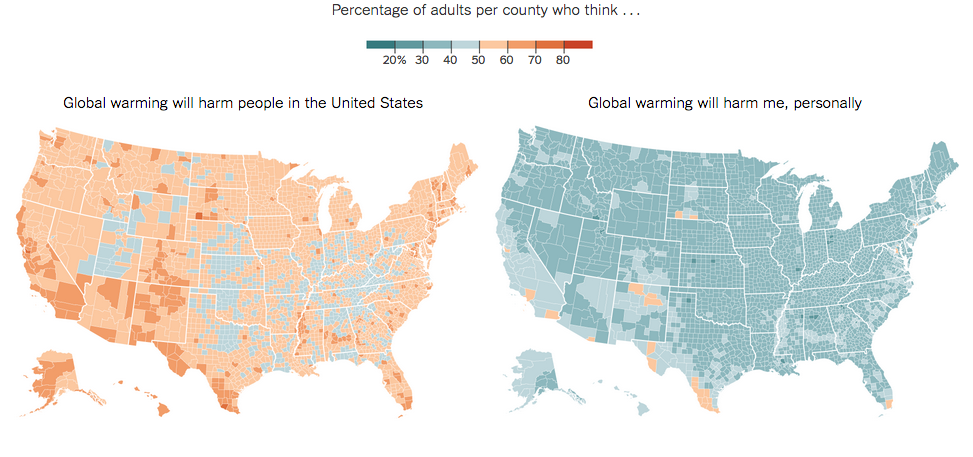 Percentage of adults per county who think . . .
20% 30 40 50 60 70 80
Global warming will harm people in the United States
Global warming will harm me, personally